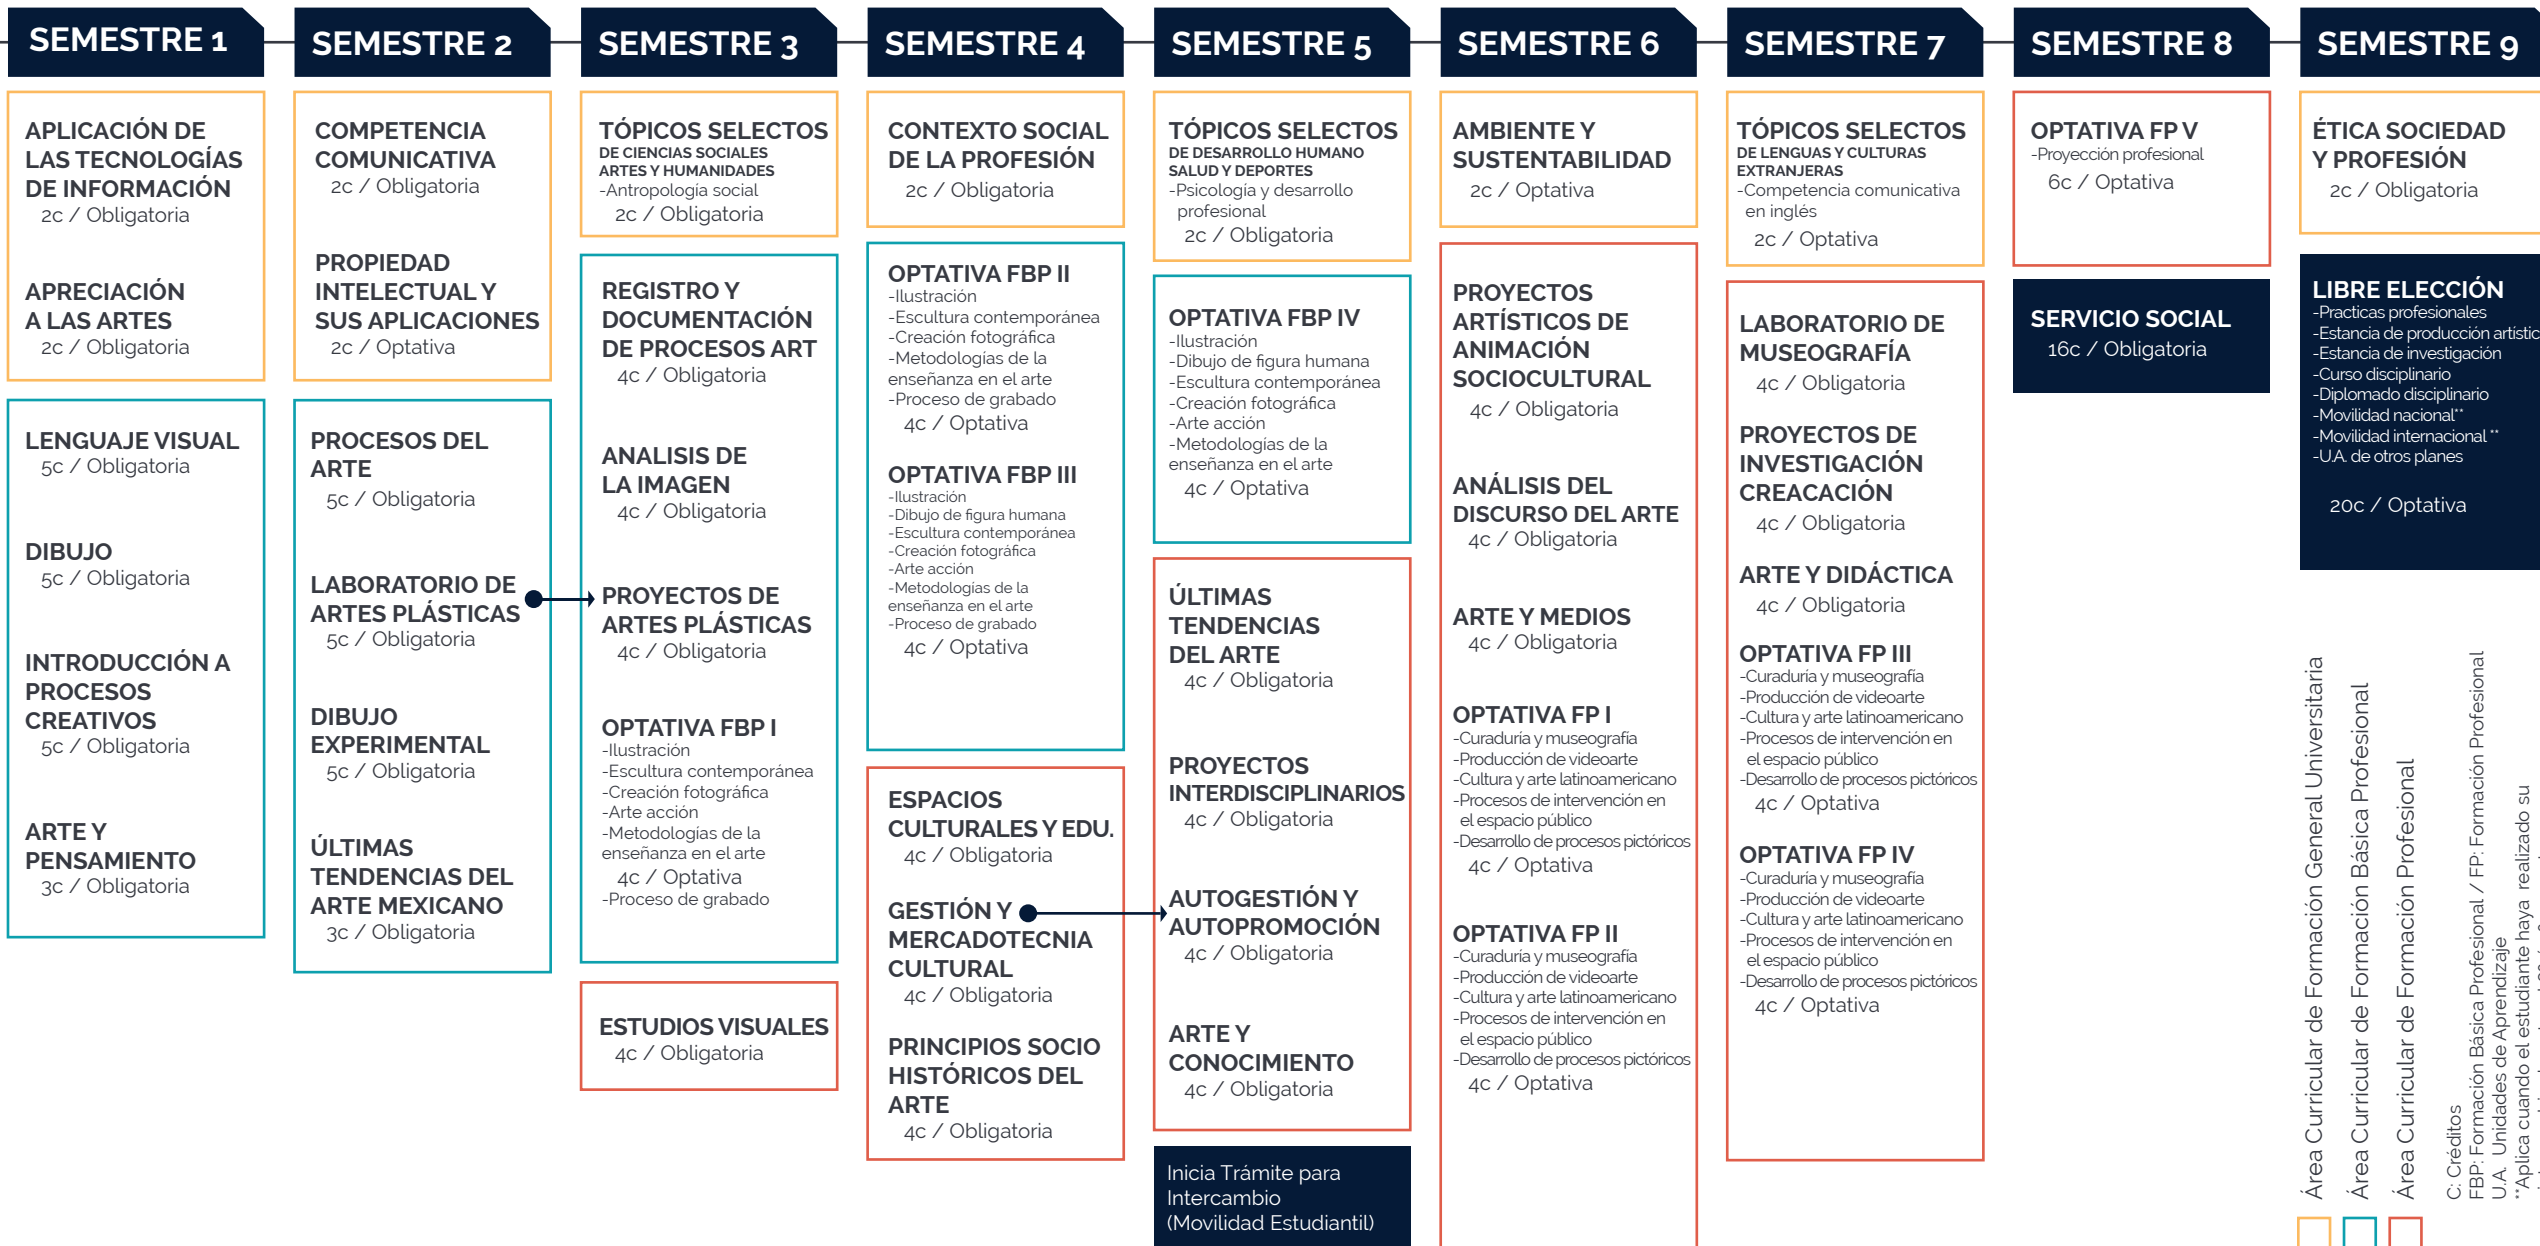 SEMESTRE 1
APLICACIÓN DE
LAS TECNOLOGÍAS
DE INFORMACIÓN
2c / Obligatoria
APRECIACIÓN
A LAS ARTES
2c / Obligatoria
LENGUAJE VISUAL
5c / Obligatoria
DIBUJO
5c / Obligatoria
INTRODUCCIÓN A
PROCESOS
CREATIVOS
5c / Obligatoria
ARTE Y
PENSAMIENTO
3c / Obligatoria
SEMESTRE 2
COMPETENCIA
COMUNICATIVA
2c / Obligatoria
PROPIEDAD
INTELECTUAL Y
SUS APLICACIONES
2c / Optativa
PROCESOS DEL
ARTE
5c / Obligatoria
LABORATORIO DE
ARTES PLÁSTICAS
5c / Obligatoria
DIBUJO
EXPERIMENTAL
5c / Obligatoria
ÚLTIMAS
TENDENCIAS DEL
ARTE MEXICANO
3c / Obligatoria
SEMESTRE 3
TÓPICOS SELECTOS
DE CIENCIAS SOCIALES
ARTES Y HUMANIDADES
-Antropología social
2c / Obligatoria
REGISTRO Y
DOCUMENTACIÓN
DE PROCESOS ART
4c / Obligatoria
ANALISIS DE
LA IMAGEN
4c / Obligatoria
PROYECTOS DE
ARTES PLÁSTICAS
4c / Obligatoria
OPTATIVA FBP I
-Ilustración
-Escultura contemporánea
-Creación fotográfica
-Arte acción
-Metodologías de la
enseñanza en el arte
4c / Optativa
-Proceso de grabado
ESTUDIOS VISUALES
4c / Obligatoria
SEMESTRE 4
CONTEXTO SOCIAL
DE LA PROFESIÓN
2c / Obligatoria
OPTATIVA FBP II
-Ilustración
-Escultura contemporánea
-Creación fotográfica
-Metodologías de la
enseñanza en el arte
-Proceso de grabado
4c / Optativa
OPTATIVA FBP III
-Ilustración
-Dibujo de figura humana
-Escultura contemporánea
-Creación fotográfica
-Arte acción
-Metodologías de la
enseñanza en el arte
-Proceso de grabado
4c / Optativa
ESPACIOS
CULTURALES Y EDU.
4c / Obligatoria
GESTIÓN Y
MERCADOTECNIA
CULTURAL
4c / Obligatoria
PRINCIPIOS SOCIO
HISTÓRICOS DEL
ARTE
4c / Obligatoria
SEMESTRE 5
TÓPICOS SELECTOS
DE DESARROLLO HUMANO
SALUD Y DEPORTES
-Psicología y desarrollo
profesional
2c / Obligatoria
OPTATIVA FBP IV
-Ilustración
-Dibujo de figura humana
-Escultura contemporánea
-Creación fotográfica
-Arte acción
-Metodologías de la
enseñanza en el arte
4c / Optativa
ÚLTIMAS
TENDENCIAS
DEL ARTE
4c / Obligatoria
PROYECTOS
INTERDISCIPLINARIOS
4c / Obligatoria
AUTOGESTIÓN Y
AUTOPROMOCIÓN
4c / Obligatoria
ARTE Y
CONOCIMIENTO
4c / Obligatoria
Inicia Trámite para
Intercambio
(Movilidad Estudiantil)
SEMESTRE 6
AMBIENTE Y
SUSTENTABILIDAD
2c / Optativa
PROYECTOS
ARTÍSTICOS DE
ANIMACIÓN
SOCIOCULTURAL
4c / Obligatoria
ANÁLISIS DEL
DISCURSO DEL ARTE
4c / Obligatoria
ARTE Y MEDIOS
4c / Obligatoria
OPTATIVA FP I
-Curaduría y museografía
-Producción de videoarte
-Cultura y arte latinoamericano
-Procesos de intervención en
el espacio público
-Desarrollo de procesos pictóricos
4c / Optativa
OPTATIVA FP II
-Curaduría y museografía
-Producción de videoarte
-Cultura y arte latinoamericano
-Procesos de intervención en
el espacio público
-Desarrollo de procesos pictóricos
4c / Optativa
SEMESTRE 7
TÓPICOS SELECTOS
DE LENGUAS Y CULTURAS
EXTRANJERAS
-Competencia comunicativa
en inglés
2c / Optativa
LABORATORIO DE
MUSEOGRAFÍA
4c / Obligatoria
PROYECTOS DE
INVESTIGACIÓN
CREACACIÓN
4c / Obligatoria
ARTE Y DIDÁCTICA
4c / Obligatoria
OPTATIVA FP III
-Curaduría y museografía
-Producción de videoarte
-Cultura y arte latinoamericano
-Procesos de intervención en
el espacio público
-Desarrollo de procesos pictóricos
4c / Optativa
OPTATIVA FP IV
-Curaduría y museografía
-Producción de videoarte
-Cultura y arte latinoamericano
-Procesos de intervención en
el espacio público
-Desarrollo de procesos pictóricos
4c / Optativa
SEMESTRE 8
OPTATIVA FP V
-Proyección profesional
6c / Optativa
SERVICIO SOCIAL
16c / Obligatoria
SEMESTRE 9
ÉTICA SOCIEDAD
Y PROFESIÓN
2c / Obligatoria
LIBRE ELECCIÓN
-Practicas profesionales
-Estancia de producción
-Estancia de investigación
-Curso disciplinario
-Diplomado disciplinario
-Movilidad nacional**
-Movilidad internacional **
-U.A. de otros planes
20c / Optativa
Área Curricular de Formación General Universitaria
Área Curricular de Formación Básica Profesional
Área Curricular de Formación Profesional
C: Créditos
FBP: Formación Básica Profesional / FP: Formación Profesional
U.A. Unidades de Aprendizaje
**Aplica cuando el estudiante haya realizado su